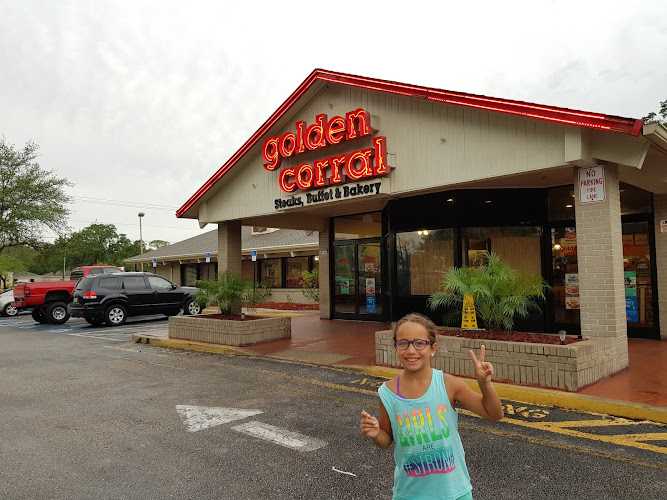 golden
corral
Steaks, Buffet & Bakery
NO
PARKING
FIRE
LANE
GIRLS
ARE
#STRONG